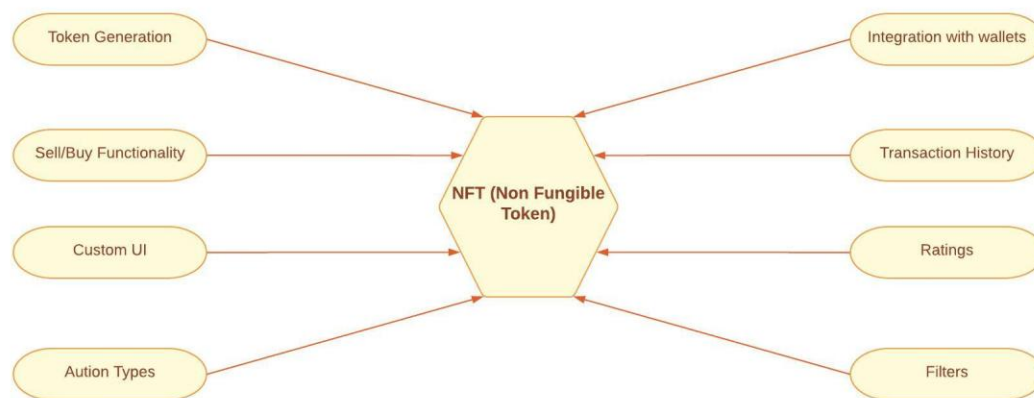 Token Generation
Integration with wallets
Sell/Buy Functionality
Transaction History
NFT (Non Fungible
Token)
Custom UI
Ratings
Aution Types
Filters